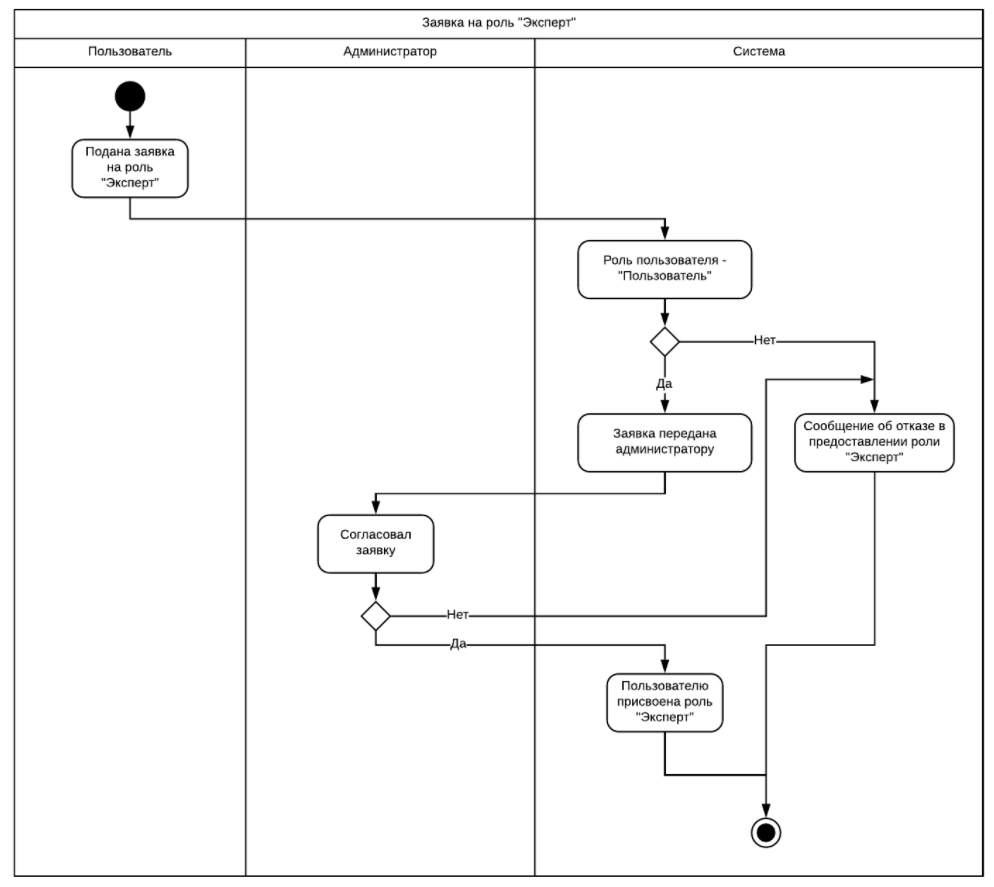 Заявка на роль "Эксперт"
Пользователь
Администратор
Система
Подана заявка
на роль
"Эксперт"
Роль пользователя -
"Пользователь"
Нет
Да
Заявка передана
администратору
Сообщение об отказе в
предоставлении роли
"Эксперт"
Согласовал
заявку
Нет
Да
Пользователю
присвоена роль
"Эксперт"